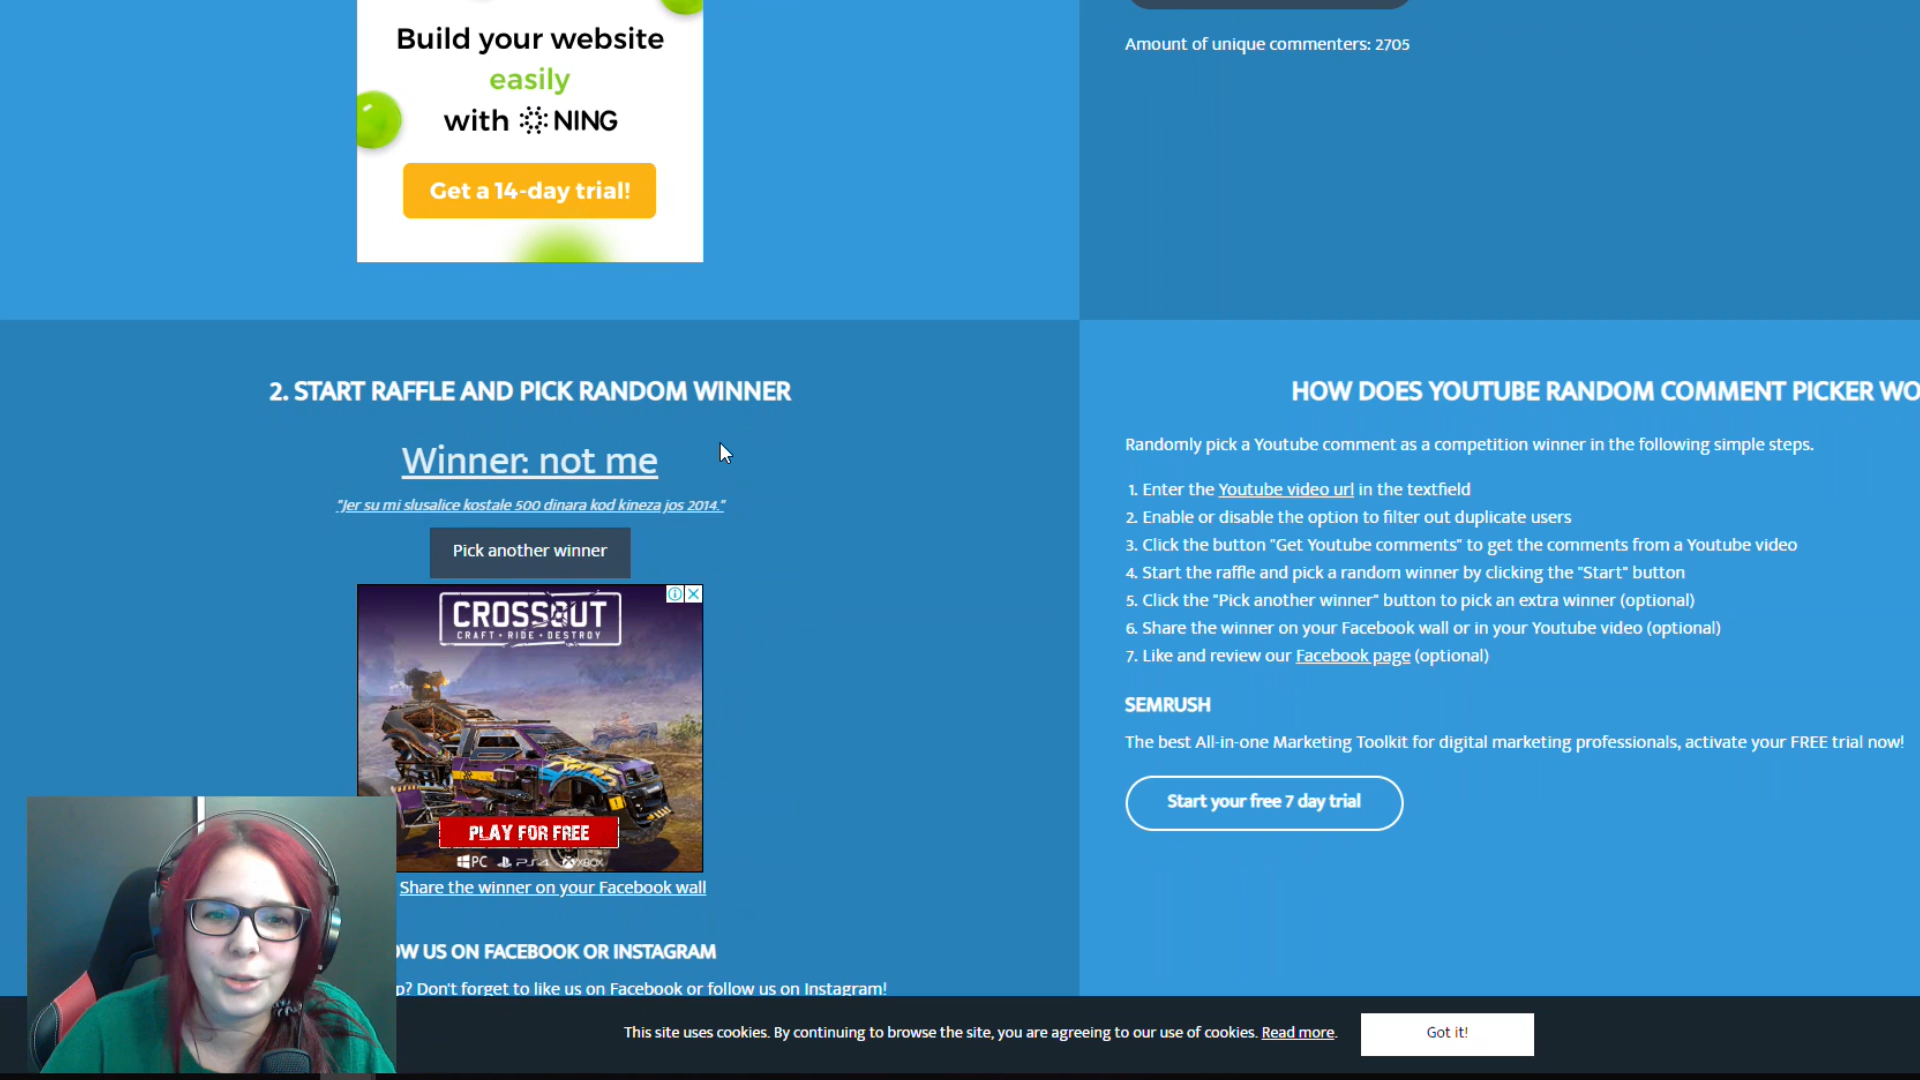 Build your website
easily
with NING
Get a 14-day trial!
Amount of unique commenters: 2705
2. START RAFFLE AND PICK RANDOM WINNER
Winner: not me
"Jer su mi slusalice kostale 500 dinara kod kineza jos 2014."
Pick another winner
CROSSOUT
CRAFT • RIDE • DESTROY
PLAY FOR FREE
PC PS4 XBOX
Share the winner on your Facebook wall
OW US ON FACEBOOK OR INSTAGRAM
p? Don't forget to like us on Facebook or follow us on Instagram!
HOW DOES YOUTUBE RANDOM COMMENT PICKER WO
Randomly pick a Youtube comment as a competition winner in the following simple steps.
1. Enter the Youtube video url in the textfield
2. Enable or disable the option to filter out duplicate users
3. Click the button "Get Youtube comments" to get the comments from a Youtube video
4. Start the raffle and pick a random winner by clicking the "Start" button
5. Click the "Pick another winner" button to pick an extra winner (optional)
6. Share the winner on your Facebook wall or in your Youtube video (optional)
7. Like and review our Facebook page (optional)
SEMRUSH
The best All-in-one Marketing Toolkit for digital marketing professionals, activate your FREE trial now!
Start your free 7 day trial
This site uses cookies. By continuing to browse the site, you are agreeing to our use of cookies. Read more.
Got it!